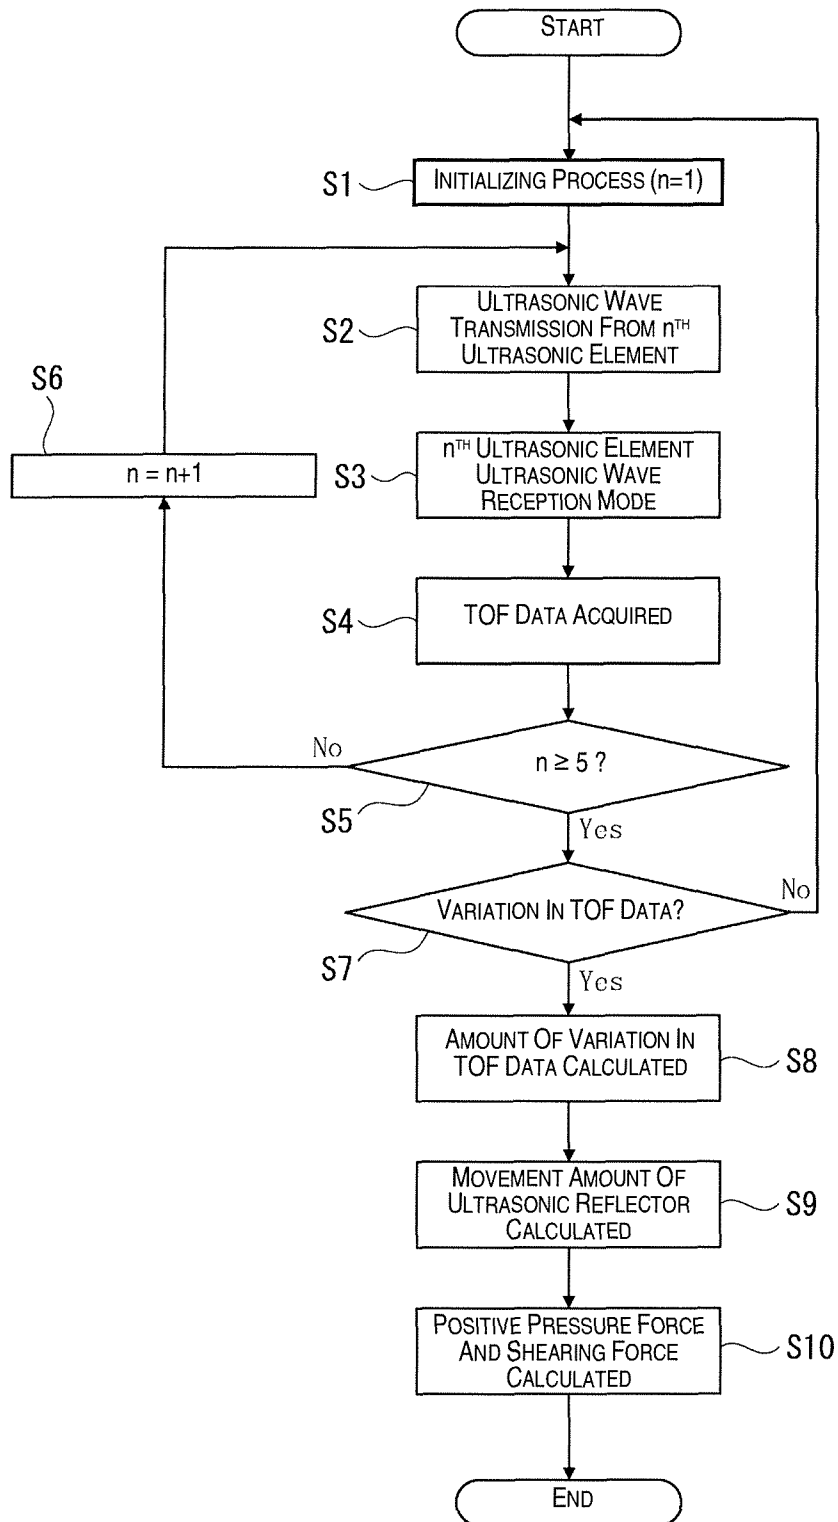 START
S1
INITIALIZING PROCESS (n=1)
S2
ULTRASONIC WAVE
TRANSMISSION FROM nTH
ULTRASONIC ELEMENT
S6
n = n+1
S3
nTH ULTRASONIC ELEMENT
ULTRASONIC WAVE
RECEPTION MODE
S4
TOF DATA ACQUIRED
No
n ≥ 5 ?
S5
Yes
VARIATION IN TOF DATA?
No
S7
Yes
AMOUNT OF VARIATION IN
TOF DATA CALCULATED
S8
MOVEMENT AMOUNT OF
ULTRASONIC REFLECTOR
CALCULATED
S9
POSITIVE PRESSURE FORCE
AND SHEARING FORCE
CALCULATED
S10
END